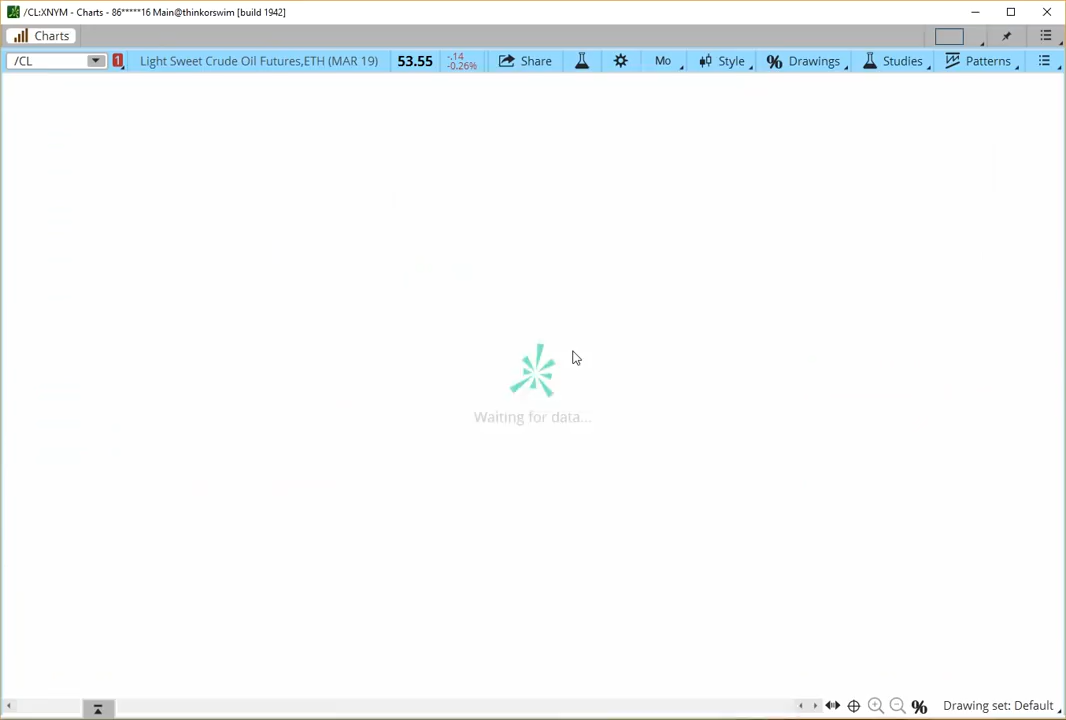 /CL:XNYM - Charts - 86*****16 Main@thinkorswim [build 1942]
Charts
/CL 1 Light Sweet Crude Oil Futures,ETH (MAR 19) 53.55 -.14 -0.26% Share Mo Style Drawings Studies Patterns
Waiting for data...
Drawing set: Default